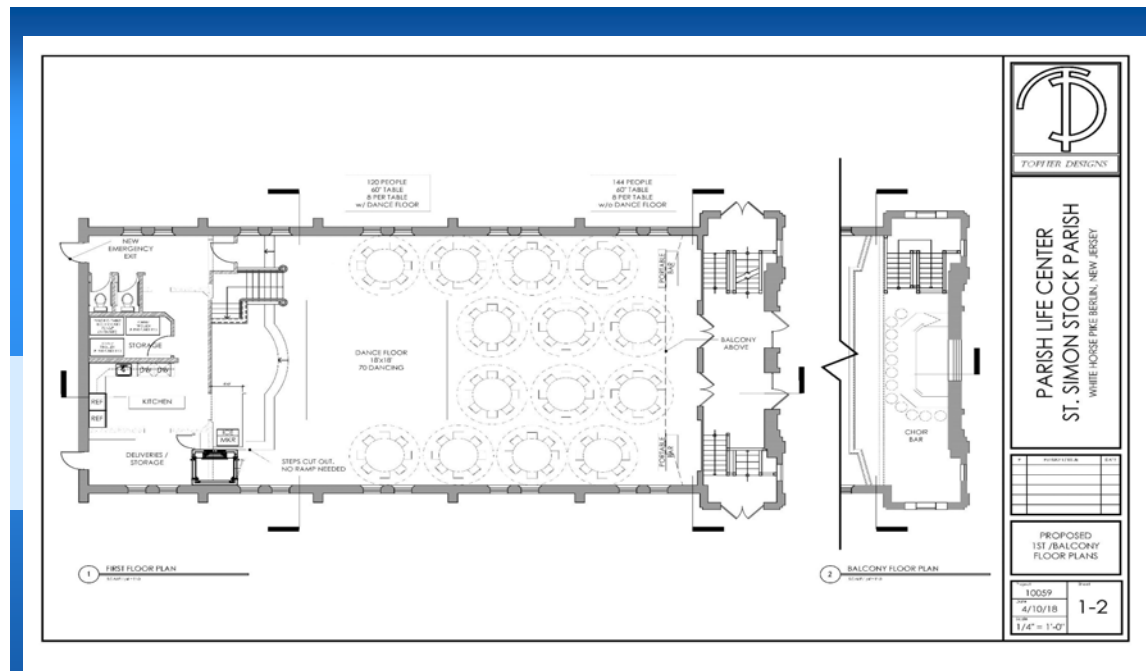 120 PEOPLE
60" TABLE
8 PER TABLE
w/ DANCE FLOOR
144 PEOPLE
60" TABLE
8 PER TABLE
w/o DANCE FLOOR
NEW
EMERGENCY
EXIT
STORAGE
REF
REF
KITCHEN
DELIVERIES /
STORAGE
ICE
MKR
STEPS CUT OUT.
NO RAMP NEEDED
DANCE FLOOR
18'x18'
70 DANCING
PORTABLE
BAR
BALCONY
ABOVE
PORTABLE
BAR
CHOIR
BAR
1 FIRST FLOOR PLAN
2 BALCONY FLOOR PLAN
TOPHER DESIGNS
PARISH LIFE CENTER
ST. SIMON STOCK PARISH
WHITE HORSE PIKE BERLIN, NEW JERSEY
PROPOSED
1ST /BALCONY
FLOOR PLANS
10059
4/10/18
1/4" = 1'-0"
1-2